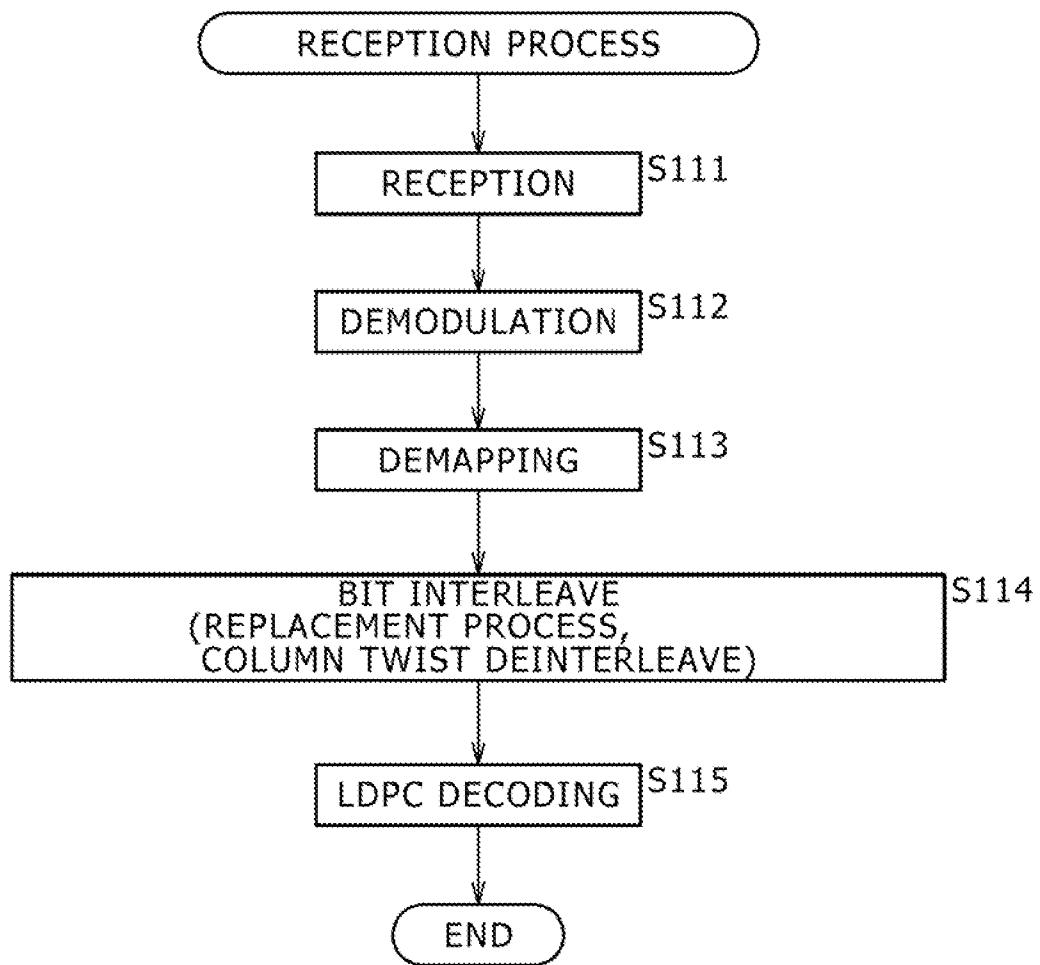 RECEPTION PROCESS
RECEPTION
S111
DEMODULATION
S112
DEMAPPING
S113
BIT INTERLEAVE
(REPLACEMENT PROCESS,
COLUMN TWIST DEINTERLEAVE)
S114
LDPC DECODING
S115
END